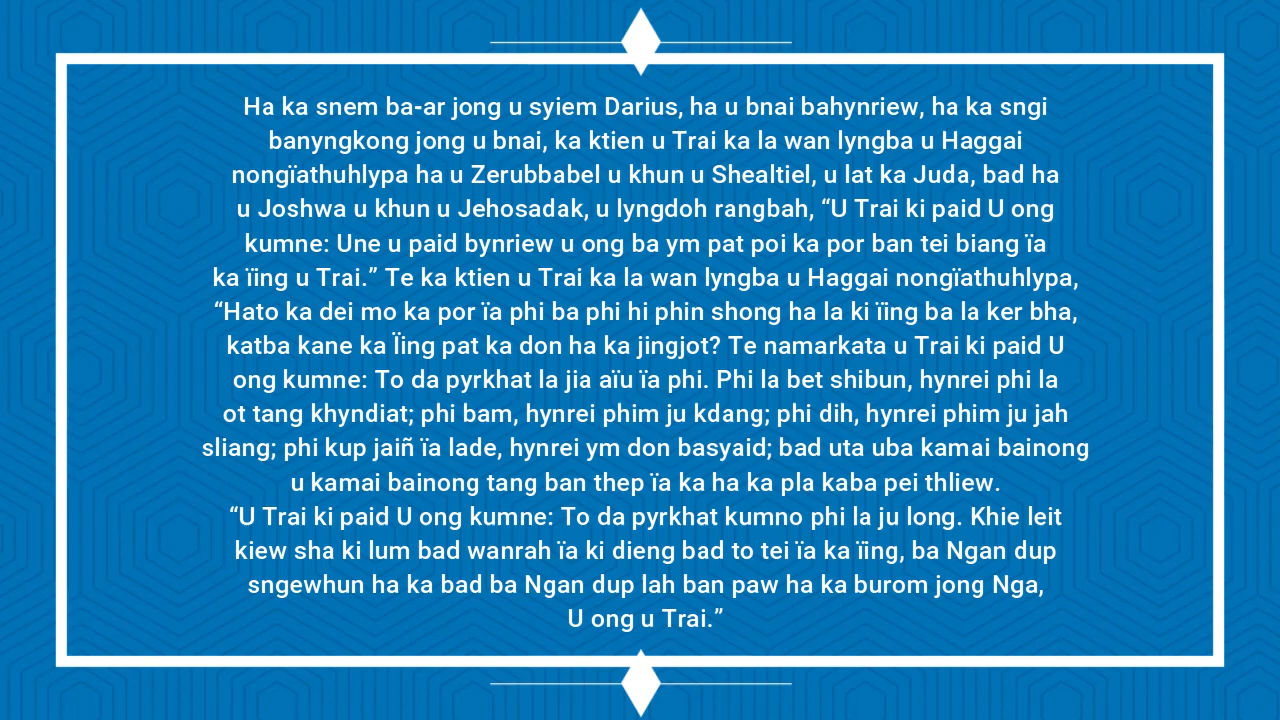 Ha ka snem ba-ar jong u syiem Darius, ha u bnai bahynriew, ha ka sngi
banyngkong jong u bnai, ka ktien u Trai ka la wan lyngba u Haggai
nongïathuhlypa ha u Zerubbabel u khun u Shealtiel, u lat ka Juda, bad ha
u Joshwa u khun u Jehosadak, u lyngdoh rangbah, “U Trai ki paid U ong
kumne: Une u paid bynriew u ong ba ym pat poi ka por ban tei biang ïa
ka ïing u Trai.” Te ka ktien u Trai ka la wan lyngba u Haggai nongïathuhlypa,
“Hato ka dei mo ka por ïa phi ba phi hi phin shong ha la ki ïing ba la ker bha,
katba kane ka Ïing pat ka don ha ka jingjot? Te namarkata u Trai ki paid U
ong kumne: To da pyrkhat la jia aïu ïa phi. Phi la bet shibun, hynrei phi la
ot tang khyndiat; phi bam, hynrei phim ju kdang; phi dih, hynrei phim ju jah
sliang; phi kup jaiñ ïa lade, hynrei ym don basyaid; bad uta uba kamai bainong
u kamai bainong tang ban thep ïa ka ha ka pla kaba pei thliew.
“U Trai ki paid U ong kumne: To da pyrkhat kumno phi la ju long. Khie leit
kiew sha ki lum bad wanrah ïa ki dieng bad to tei ïa ka ïing, ba Ngan dup
sngewhun ha ka bad ba Ngan dup lah ban paw ha ka burom jong Nga,
U ong u Trai.”